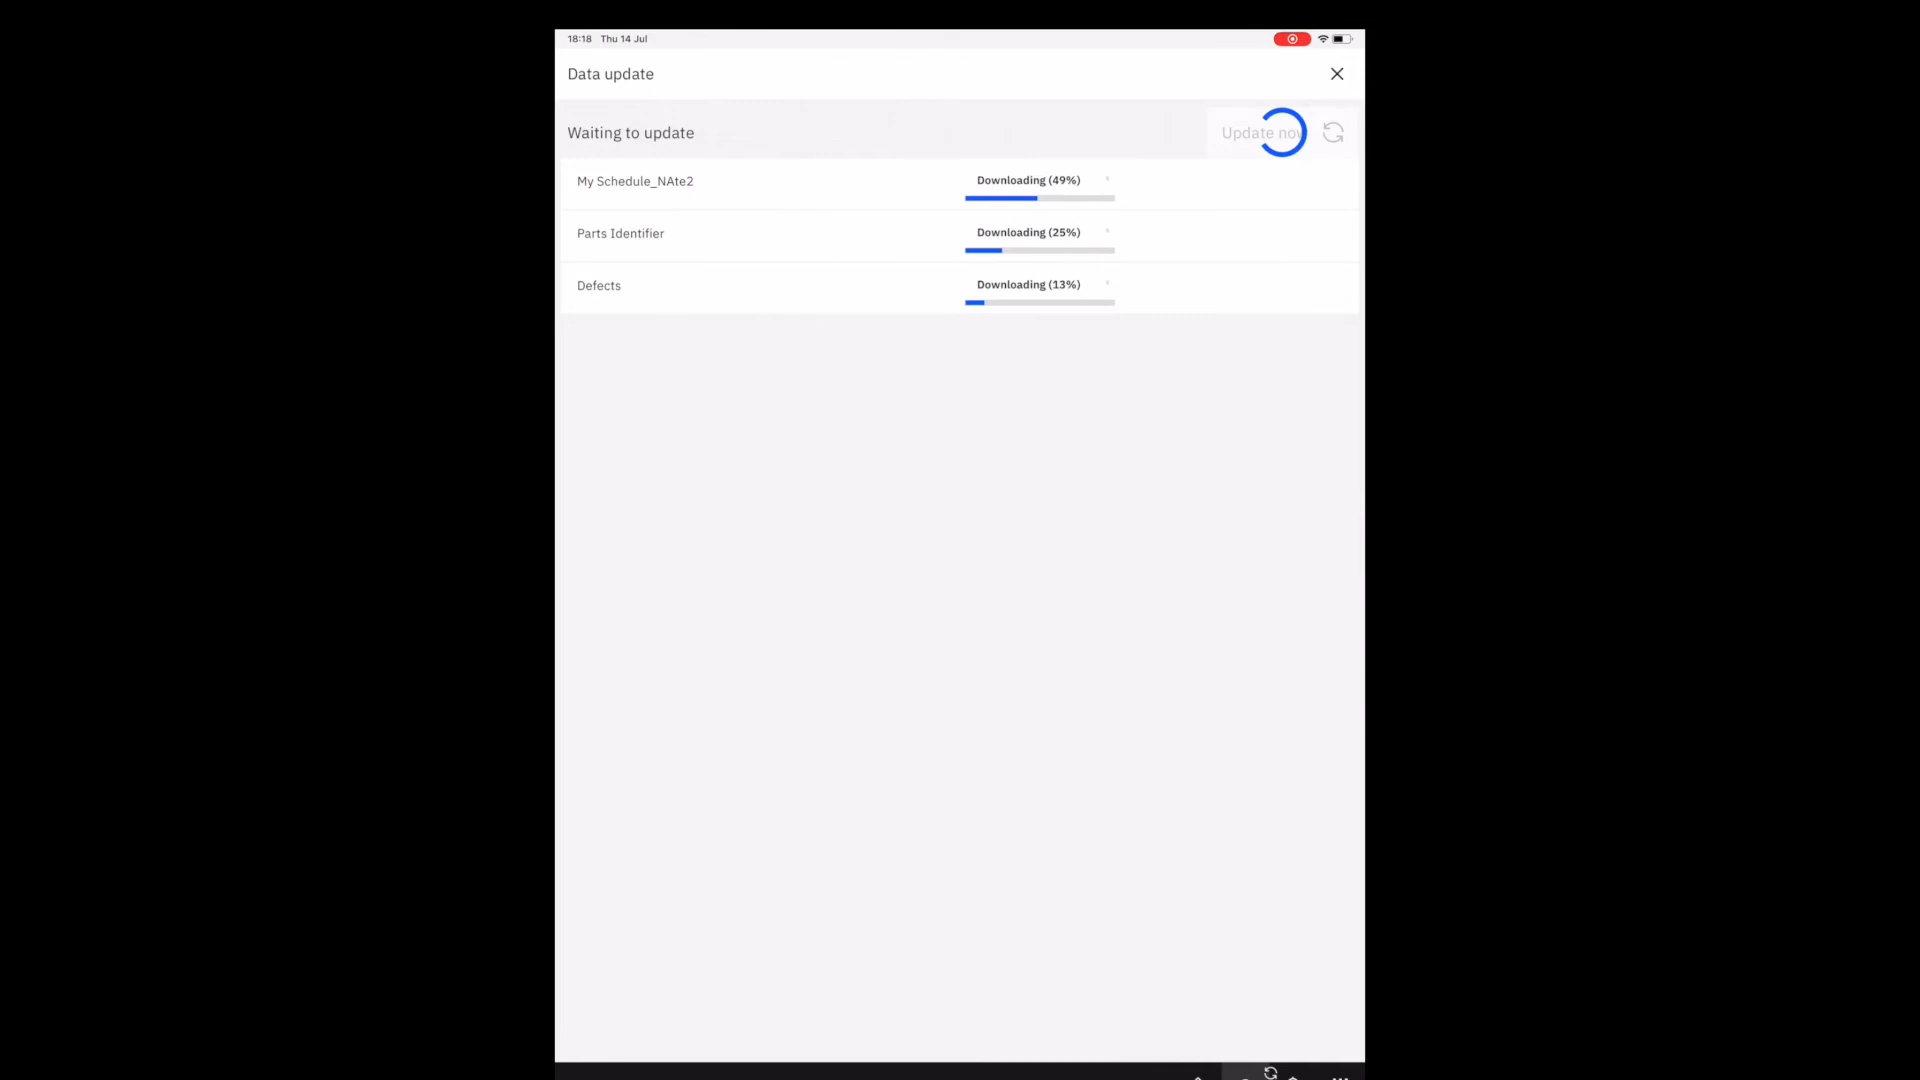 18:18 Thu 14 Jul
Data update
Waiting to update
Update now
My Schedule_NAte2
Downloading (49%)
Parts Identifier
Downloading (25%)
Defects
Downloading (13%)